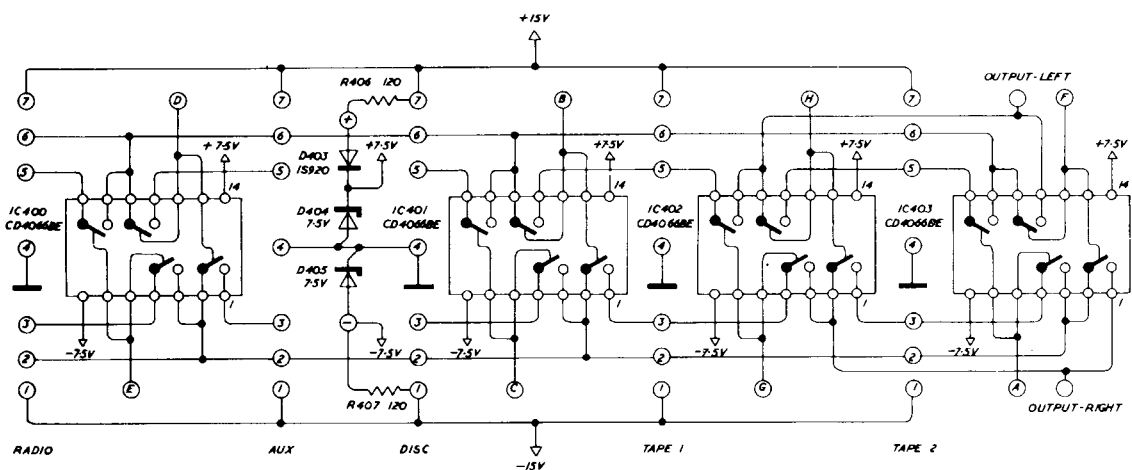 +15V
R406 120
OUTPUT-LEFT
7 D 7 + 7 B 7 H 7 F
6 6 6 6 6
+7·5V D403 +7·5V +7·5V +7·5V +7·5V
1S920
5 5 5 5 5
14 14 14 14
IC400 D404 IC401 IC402 IC403
CD4066BE 7·5V CD4066BE CD4066BE CD4066BE
4 4 4 4 4
D405
7·5V
1 1 1 1
3 3 - 3 3 3
-7·5V -7·5V -7·5V -7·5V -7·5V
2 2 2 2 2
1 E 1 1 C 1 G 1 A
R407 120
OUTPUT-RIGHT
RADIO AUX DISC TAPE 1 TAPE 2
-15V